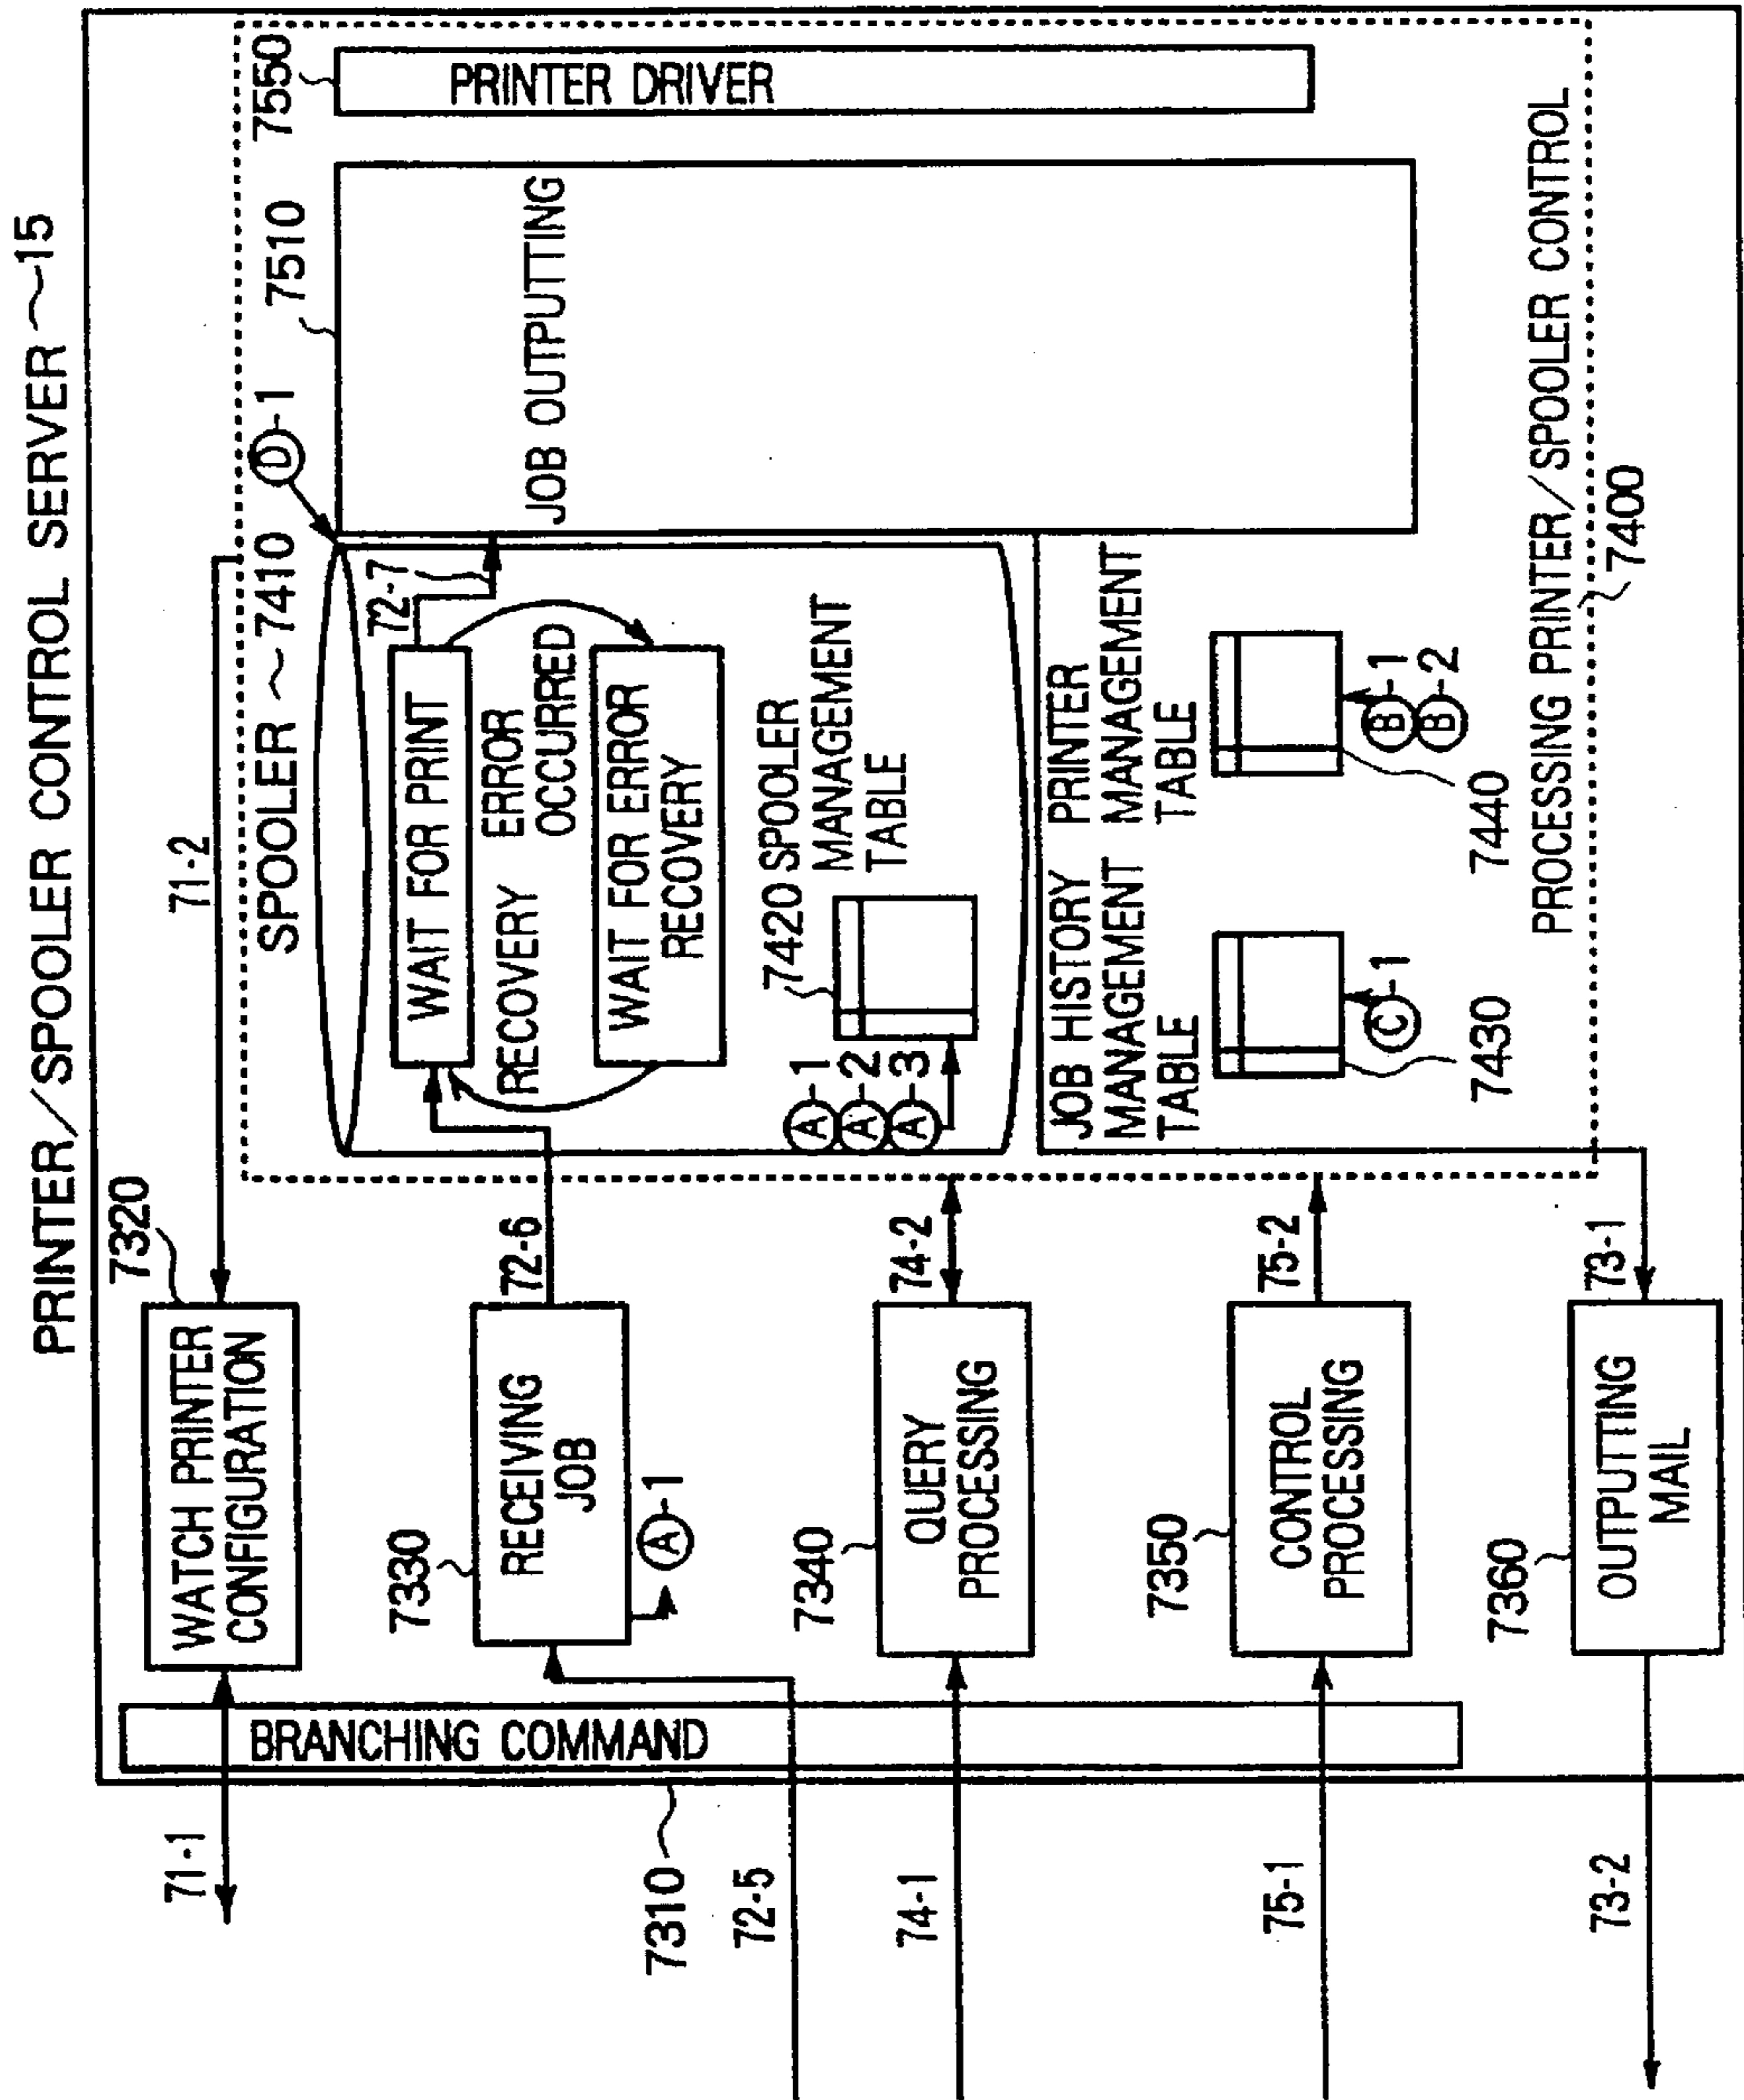 PRINTER/SPOOLER CONTROL SERVER ~15
71-1
7310
72-5
74-1
75-1
73-2
BRANCHING COMMAND
7320
WATCH PRINTER
CONFIGURATION
71-2
7330
RECEIVING
JOB
A-1
72-6
7340
QUERY
PROCESSING
74-2
7350
CONTROL
PROCESSING
75-2
7360
OUTPUTTING
MAIL
73-1
SPOOLER ~7410
D-1
WAIT FOR PRINT
72-7
RECOVERY
ERROR
OCCURRED
WAIT FOR ERROR
RECOVERY
A-1
A-2
A-3
7420
SPOOLER
MANAGEMENT
TABLE
JOB HISTORY
MANAGEMENT
TABLE
C-1
7430
PRINTER
MANAGEMENT
TABLE
B-1
B-2
7440
7510
JOB OUTPUTTING
7550
PRINTER DRIVER
PROCESSING PRINTER/SPOOLER CONTROL
7400